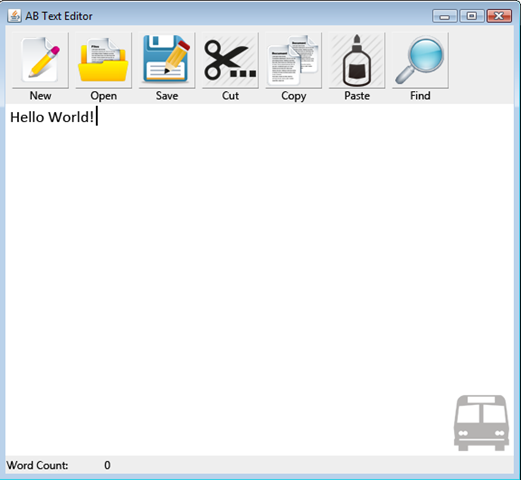 AB Text Editor
New Open Save Cut Copy Paste Find
Hello World!
Word Count: 0